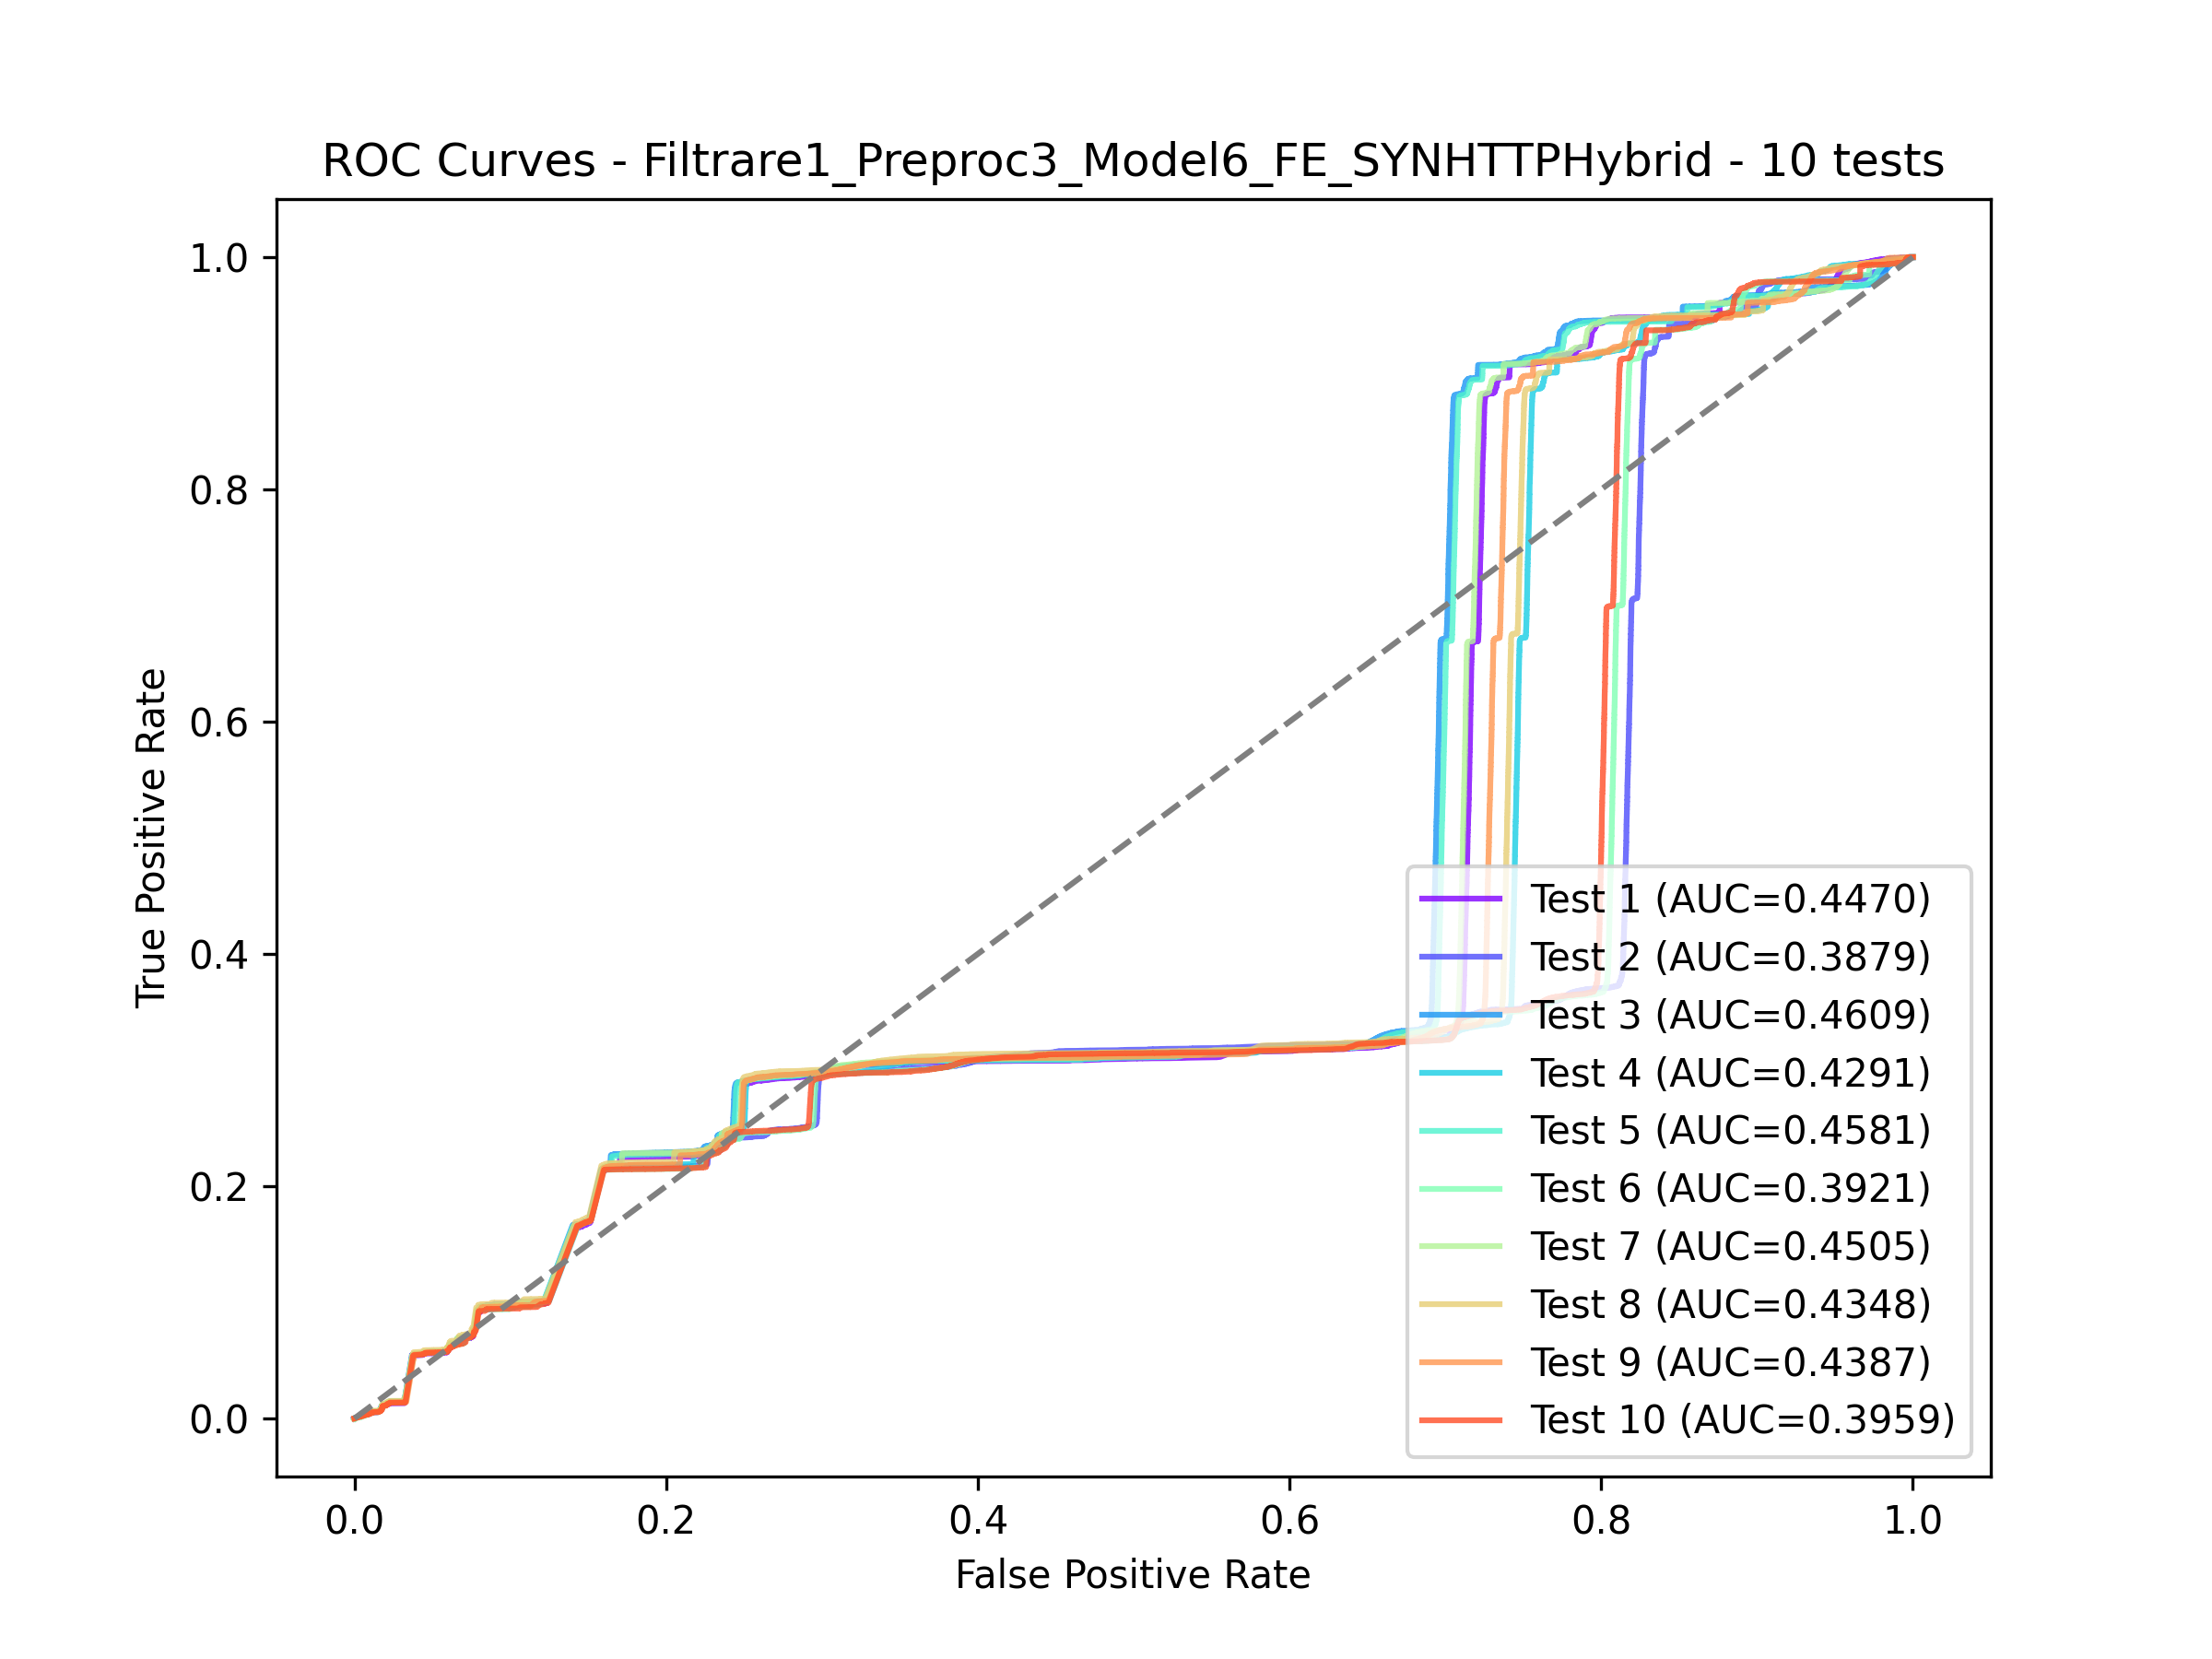 ROC Curves - Filtrare1_Preproc3_Model6_FE_SYNHTTPHybrid - 10 tests
True Positive Rate
1.0
0.8
0.6
0.4
0.2
0.0
Test 1 (AUC=0.4470)
Test 2 (AUC=0.3879)
Test 3 (AUC=0.4609)
Test 4 (AUC=0.4291)
Test 5 (AUC=0.4581)
Test 6 (AUC=0.3921)
Test 7 (AUC=0.4505)
Test 8 (AUC=0.4348)
Test 9 (AUC=0.4387)
Test 10 (AUC=0.3959)
0.0 0.2 0.4 0.6 0.8 1.0
False Positive Rate